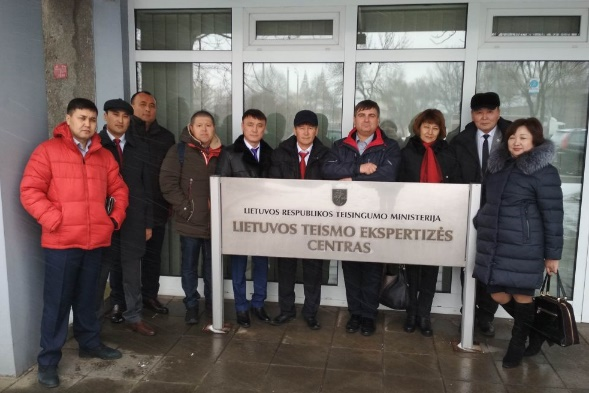 LIETUVOS RESPUBLIKOS TEISINGUMO MINISTERIJA
LIETUVOS TEISMO EKSPERTIZĖS
CENTRAS